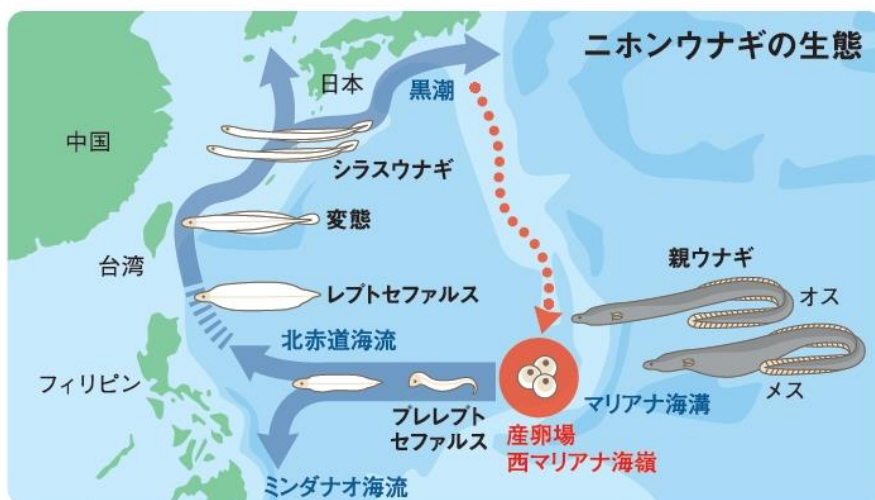 ニホンウナギの生態
日本
黒潮
中国
シラスウナギ
変態
台湾
親ウナギ
オス
レプトセファルス
北赤道海流
フィリピン
メス
マリアナ海溝
プレレプト
セファルス
産卵場
西マリアナ海嶺
ミンダナオ海流